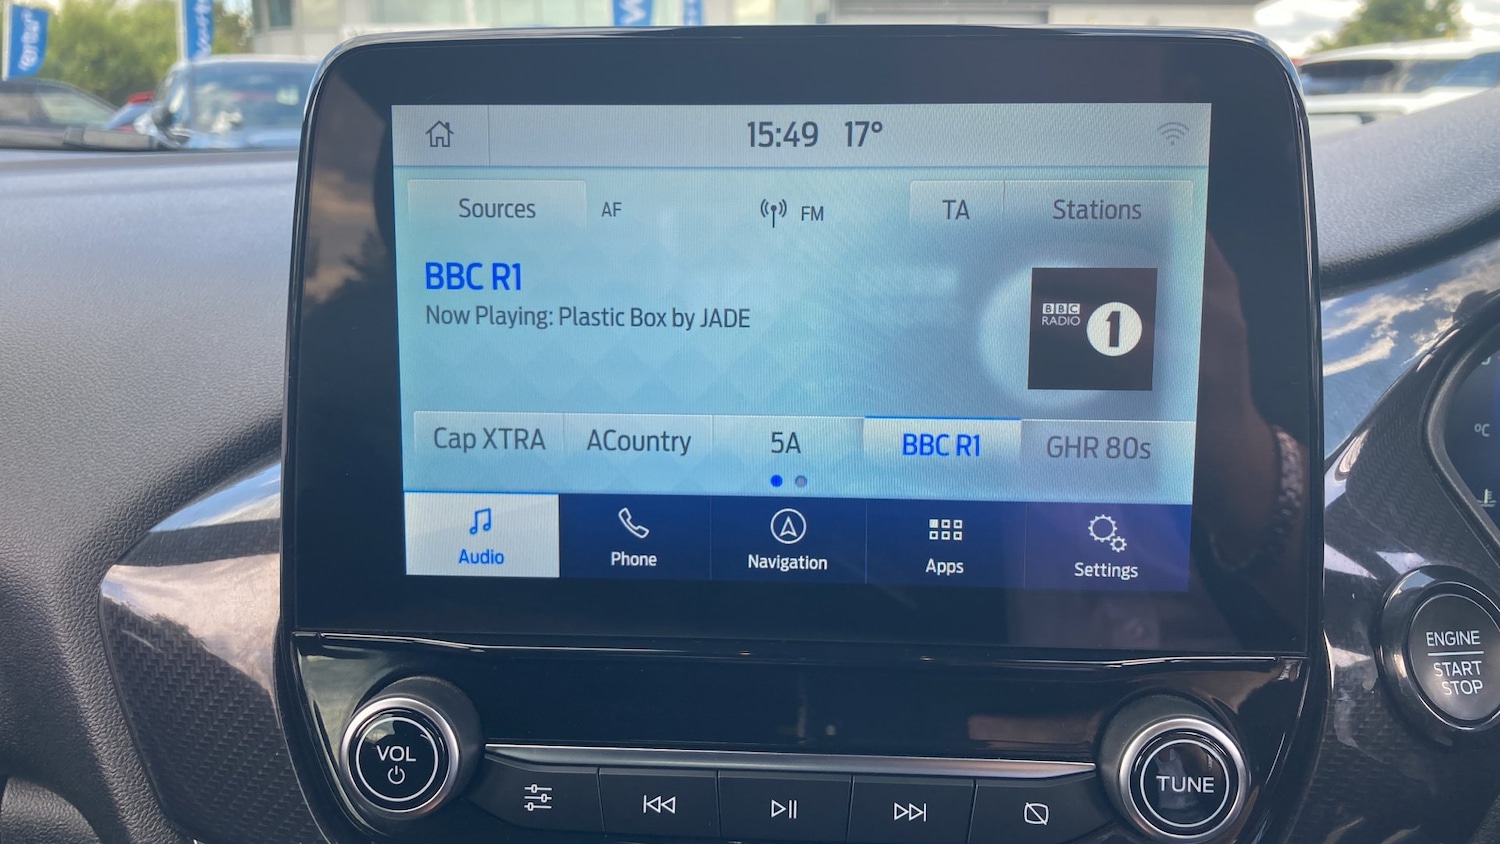 15:49 17°
Sources AF FM TA Stations
BBC R1
Now Playing: Plastic Box by JADE
BBC
RADIO 1
Cap XTRA ACountry 5A BBC R1 GHR 80s
Audio Phone Navigation Apps Settings
°C
ENGINE
START
STOP
VOL
TUNE